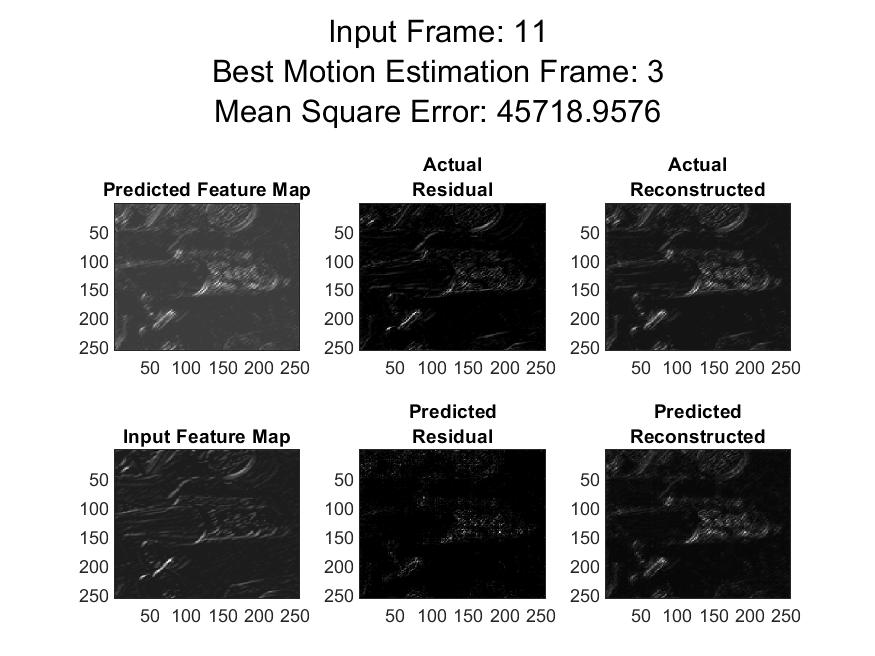 Input Frame: 11
Best Motion Estimation Frame: 3
Mean Square Error: 45718.9576
Predicted Feature Map
Actual
Residual
Actual
Reconstructed
50
100
150
200
250
50 100 150 200 250
50
100
150
200
250
50 100 150 200 250
50
100
150
200
250
50 100 150 200 250
Input Feature Map
Predicted
Residual
Predicted
Reconstructed
50
100
150
200
250
50 100 150 200 250
50
100
150
200
250
50 100 150 200 250
50
100
150
200
250
50 100 150 200 250